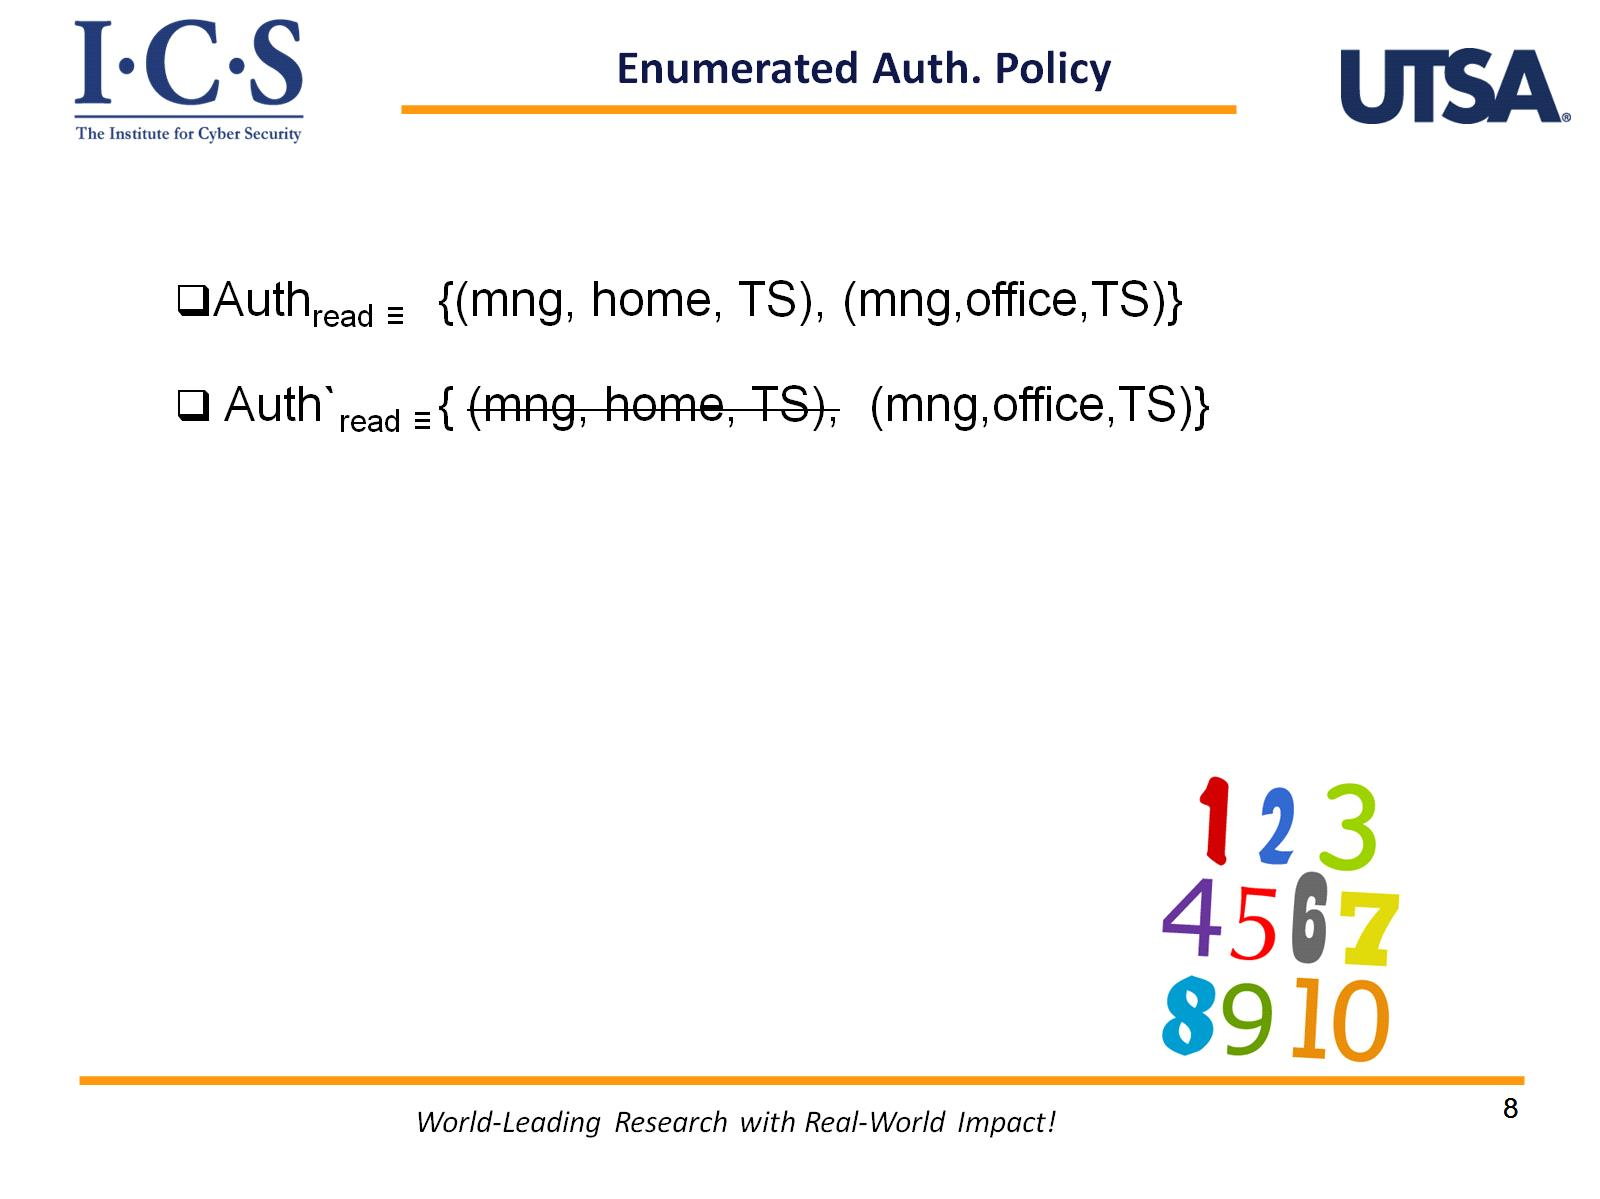 I·C·S
The Institute for Cyber Security
Enumerated Auth. Policy
UTSA®
❑Auth_read ≡ {(mng, home, TS), (mng,office,TS)}
❑ Auth`_read ≡ { (mng, home, TS), (mng,office,TS)}
1 2 3
4 5 6 7
8 9 10
World-Leading Research with Real-World Impact!
8